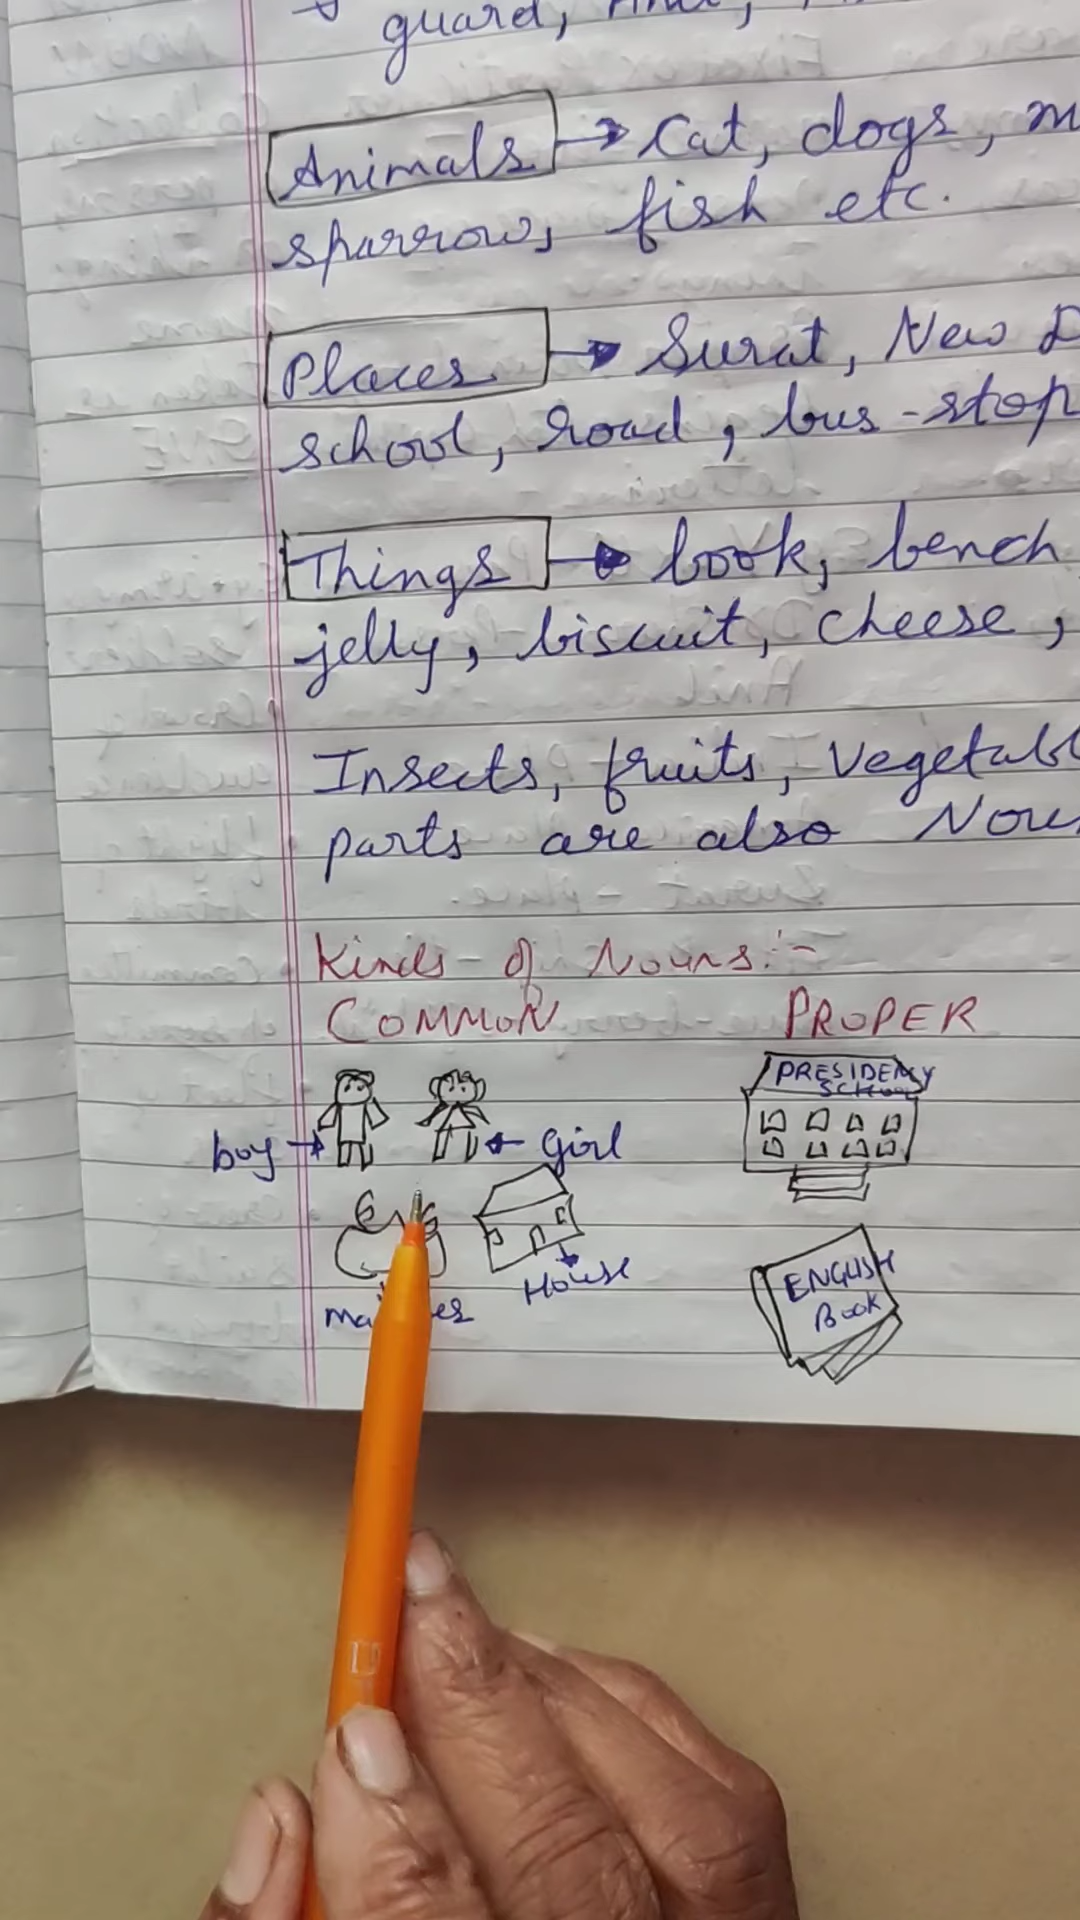 guard,
Animals → Cat, dogs,
sparrow, fish etc.
Places → Surat, New
school, road, bus-stop
Things → book, bench
jelly, biscuit, cheese,
Insects, fruits,
parts are also
Kinds of Nouns:-
COMMON PROPER
PRESIDENCY
SCHOOL
boy → ← Girl
House
ENGLISH
Book